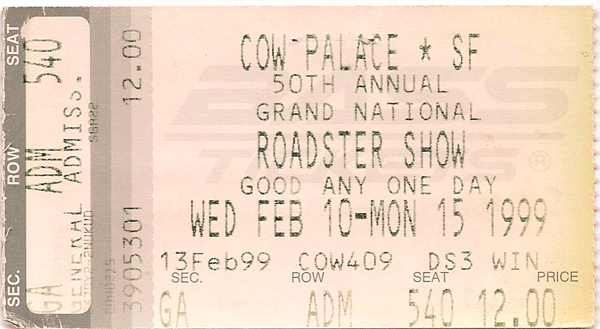 COW PALACE * SF
50TH ANNUAL
GRAND NATIONAL
ROADSTER SHOW
GOOD ANY ONE DAY
WED FEB 10-MON 15 1999
13Feb99 COW409 DS3 WIN
SEC. ROW SEAT PRICE
GA ADM 540 12.00
SEC. ROW SEAT
GA ADM 540
GENERAL ADMISS.
SBA22
12.00
3905301